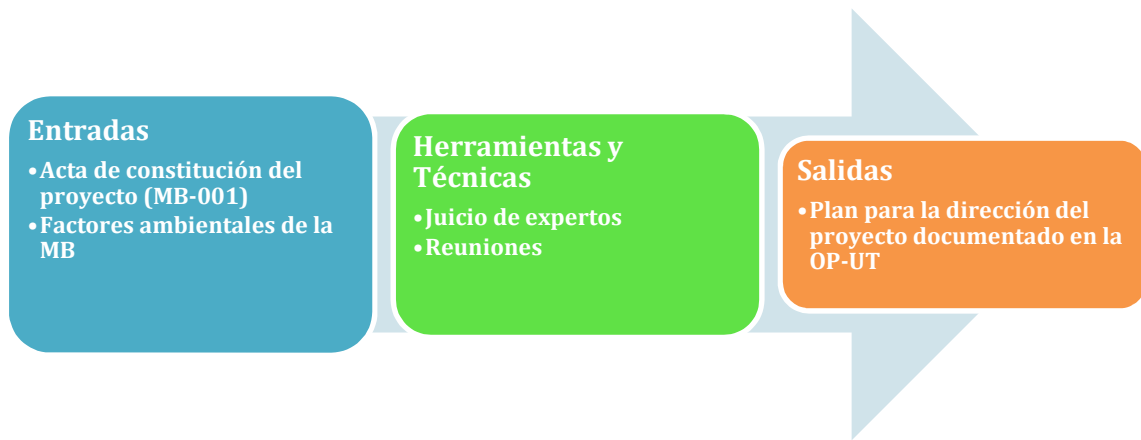 Entradas
•Acta de constitución del
proyecto (MB-001)
•Factores ambientales de la
MB
Herramientas y
Técnicas
•Juicio de expertos
•Reuniones
Salidas
•Plan para la dirección del
proyecto documentado en la
OP-UT